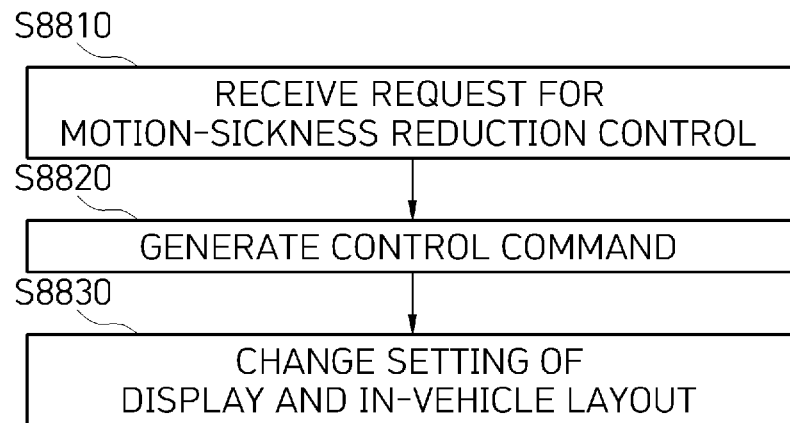 S8810
RECEIVE REQUEST FOR
MOTION-SICKNESS REDUCTION CONTROL
S8820
GENERATE CONTROL COMMAND
S8830
CHANGE SETTING OF
DISPLAY AND IN-VEHICLE LAYOUT